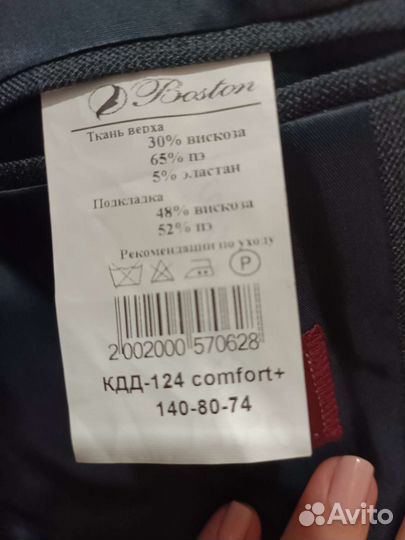 Boston
Ткань верха
30% вискоза
65% пэ
5% эластан
Подкладка
48% вискоза
52% пэ
Рекомендации по уходу
P
2 002000 570628
КДД-124 comfort+
140-80-74
Avito